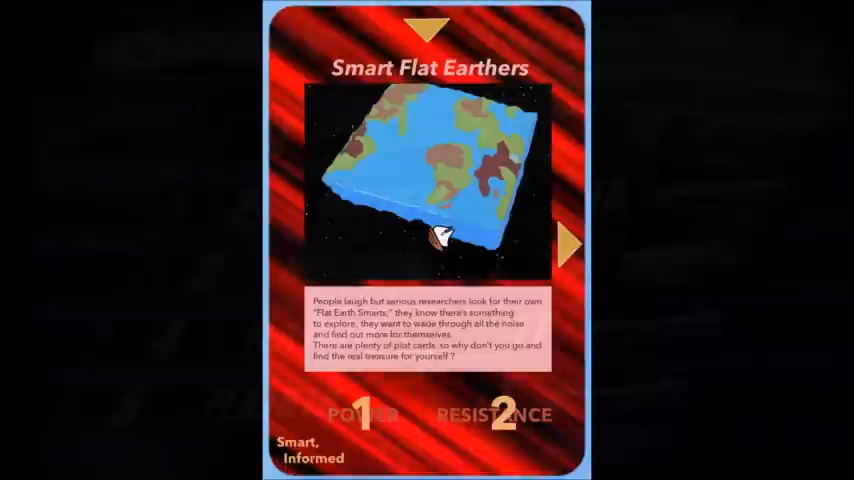 Smart Flat Earthers
People laugh but serious researchers look for their own
"Flat Earth Smarts;" they know there's something
to explore, they want to wade through all the noise
and find out more for themselves.
There are plenty of plot cards, so why don't you go and
find the real treasure for yourself ?
POWER 1 RESISTANCE 2
Smart,
Informed